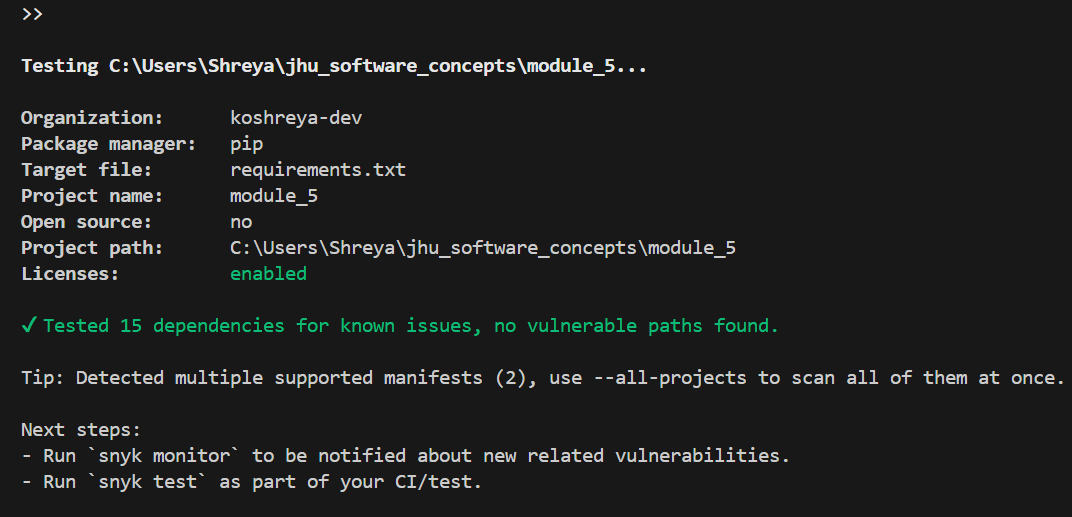 >>
Testing C:\Users\Shreya\jhu_software_concepts\module_5...
Organization: koshreya-dev
Package manager: pip
Target file: requirements.txt
Project name: module_5
Open source: no
Project path: C:\Users\Shreya\jhu_software_concepts\module_5
Licenses: enabled
✓ Tested 15 dependencies for known issues, no vulnerable paths found.
Tip: Detected multiple supported manifests (2), use --all-projects to scan all of them at once.
Next steps:
- Run `snyk monitor` to be notified about new related vulnerabilities.
- Run `snyk test` as part of your CI/test.